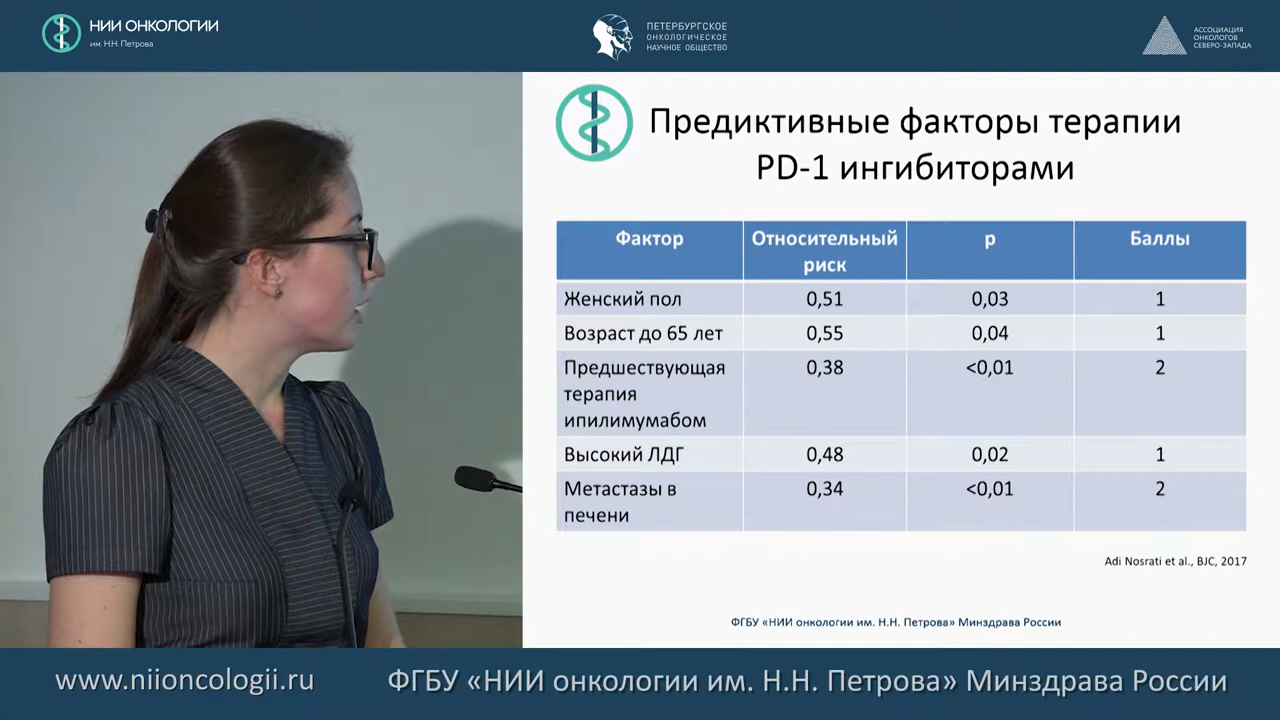 НИИ ОНКОЛОГИИ
им. Н.Н. Петрова
ПЕТЕРБУРГСКОЕ
ОНКОЛОГИЧЕСКОЕ
НАУЧНОЕ ОБЩЕСТВО
АССОЦИАЦИЯ
ОНКОЛОГОВ
СЕВЕРО-ЗАПАДА
Предиктивные факторы терапии
PD-1 ингибиторами
Фактор Относительный риск p Баллы
Женский пол 0,51 0,03 1
Возраст до 65 лет 0,55 0,04 1
Предшествующая терапия ипилимумабом 0,38 <0,01 2
Высокий ЛДГ 0,48 0,02 1
Метастазы в печени 0,34 <0,01 2
Adi Nosrati et al., BJC, 2017
ФГБУ «НИИ онкологии им. Н.Н. Петрова» Минздрава России
www.niioncologii.ru ФГБУ «НИИ онкологии им. Н.Н. Петрова» Минздрава России